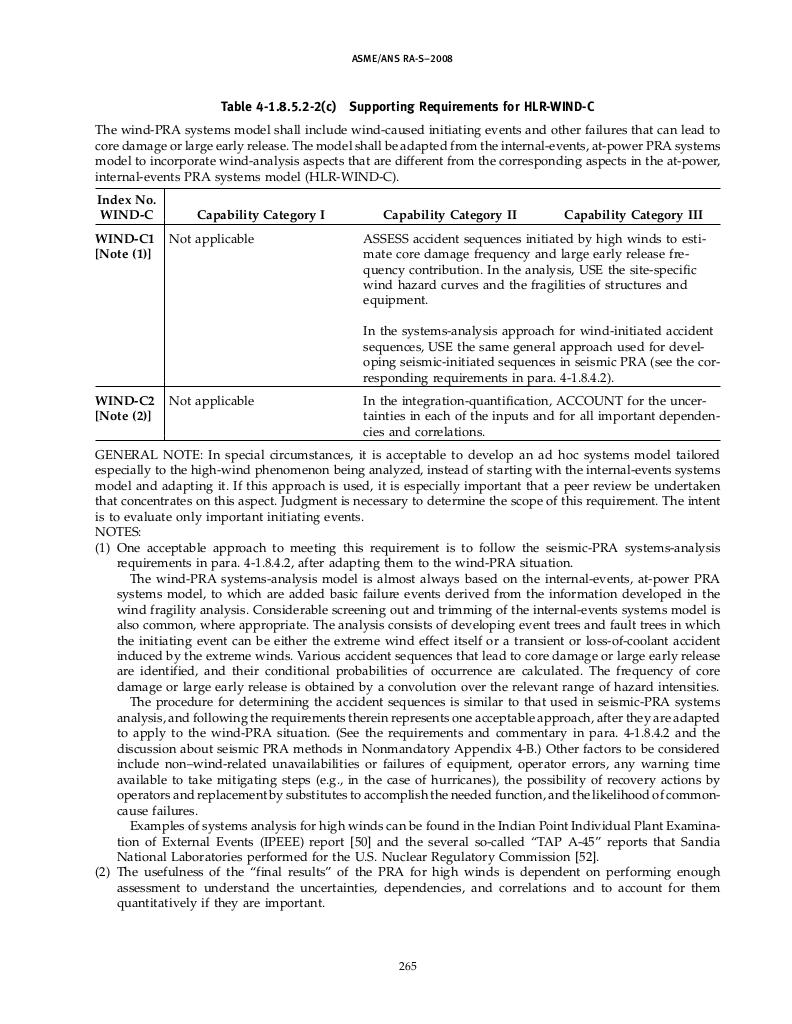 ASME/ANS RA-S–2008
Table 4-1.8.5.2-2(c) Supporting Requirements for HLR-WIND-C
The wind-PRA systems model shall include wind-caused initiating events and other failures that can lead to
core damage or large early release. The model shall be adapted from the internal-events, at-power PRA systems
model to incorporate wind-analysis aspects that are different from the corresponding aspects in the at-power,
internal-events PRA systems model (HLR-WIND-C).
Index No.
WIND-C Capability Category I Capability Category II Capability Category III
WIND-C1 Not applicable ASSESS accident sequences initiated by high winds to esti-
[Note (1)] mate core damage frequency and large early release fre-
quency contribution. In the analysis, USE the site-specific
wind hazard curves and the fragilities of structures and
equipment.
In the systems-analysis approach for wind-initiated accident
sequences, USE the same general approach used for devel-
oping seismic-initiated sequences in seismic PRA (see the cor-
responding requirements in para. 4-1.8.4.2).
WIND-C2 Not applicable In the integration-quantification, ACCOUNT for the uncer-
[Note (2)] tainties in each of the inputs and for all important dependen-
cies and correlations.
GENERAL NOTE: In special circumstances, it is acceptable to develop an ad hoc systems model tailored
especially to the high-wind phenomenon being analyzed, instead of starting with the internal-events systems
model and adapting it. If this approach is used, it is especially important that a peer review be undertaken
that concentrates on this aspect. Judgment is necessary to determine the scope of this requirement. The intent
is to evaluate only important initiating events.
NOTES:
(1) One acceptable approach to meeting this requirement is to follow the seismic-PRA systems-analysis
requirements in para. 4-1.8.4.2, after adapting them to the wind-PRA situation.
The wind-PRA systems-analysis model is almost always based on the internal-events, at-power PRA
systems model, to which are added basic failure events derived from the information developed in the
wind fragility analysis. Considerable screening out and trimming of the internal-events systems model is
also common, where appropriate. The analysis consists of developing event trees and fault trees in which
the initiating event can be either the extreme wind effect itself or a transient or loss-of-coolant accident
induced by the extreme winds. Various accident sequences that lead to core damage or large early release
are identified, and their conditional probabilities of occurrence are calculated. The frequency of core
damage or large early release is obtained by a convolution over the relevant range of hazard intensities.
The procedure for determining the accident sequences is similar to that used in seismic-PRA systems
analysis, and following the requirements therein represents one acceptable approach, after they are adapted
to apply to the wind-PRA situation. (See the requirements and commentary in para. 4-1.8.4.2 and the
discussion about seismic PRA methods in Nonmandatory Appendix 4-B.) Other factors to be considered
include non–wind-related unavailabilities or failures of equipment, operator errors, any warning time
available to take mitigating steps (e.g., in the case of hurricanes), the possibility of recovery actions by
operators and replacement by substitutes to accomplish the needed function, and the likelihood of common-
cause failures.
Examples of systems analysis for high winds can be found in the Indian Point Individual Plant Examina-
tion of External Events (IPEEE) report [50] and the several so-called “TAP A-45” reports that Sandia
National Laboratories performed for the U.S. Nuclear Regulatory Commission [52].
(2) The usefulness of the “final results” of the PRA for high winds is dependent on performing enough
assessment to understand the uncertainties, dependencies, and correlations and to account for them
quantitatively if they are important.
265